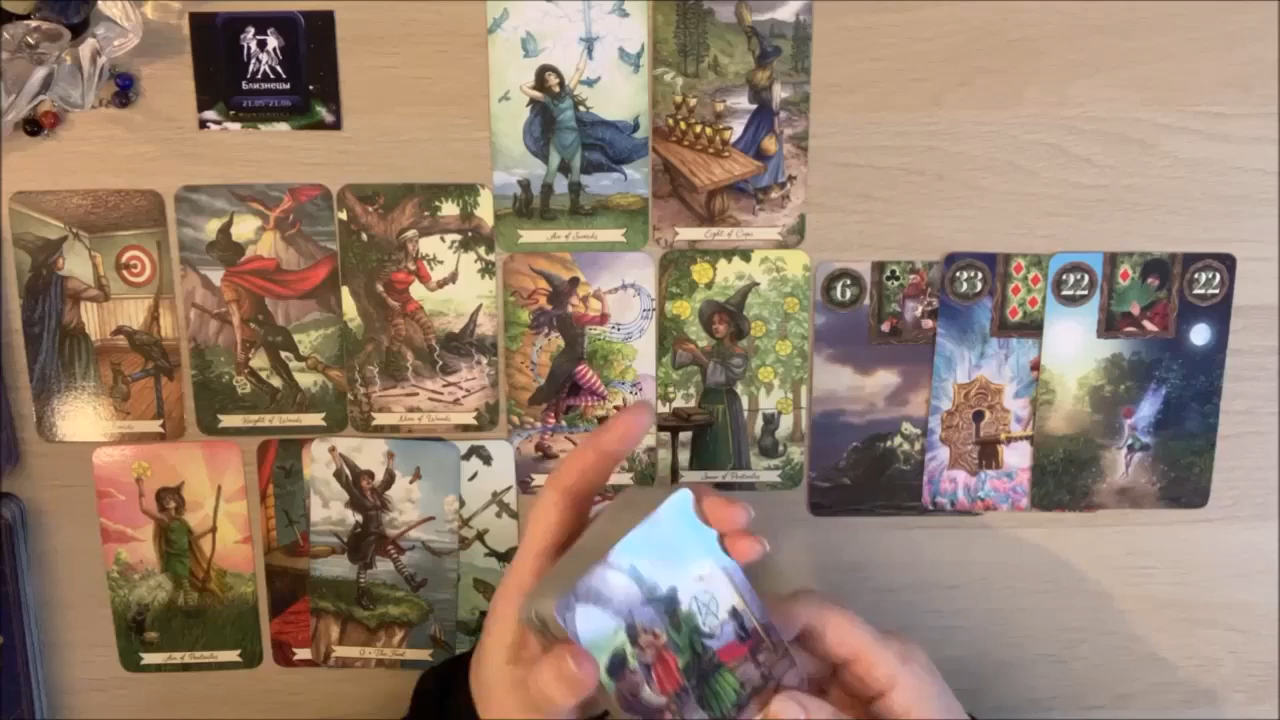 Близнецы
21.05-21.06
Ace of Swords
Eight of Cups
Knight of Wands
Nine of Wands
Seven of Pentacles
6
33
22
22
Ace of Pentacles
0 • The Fool